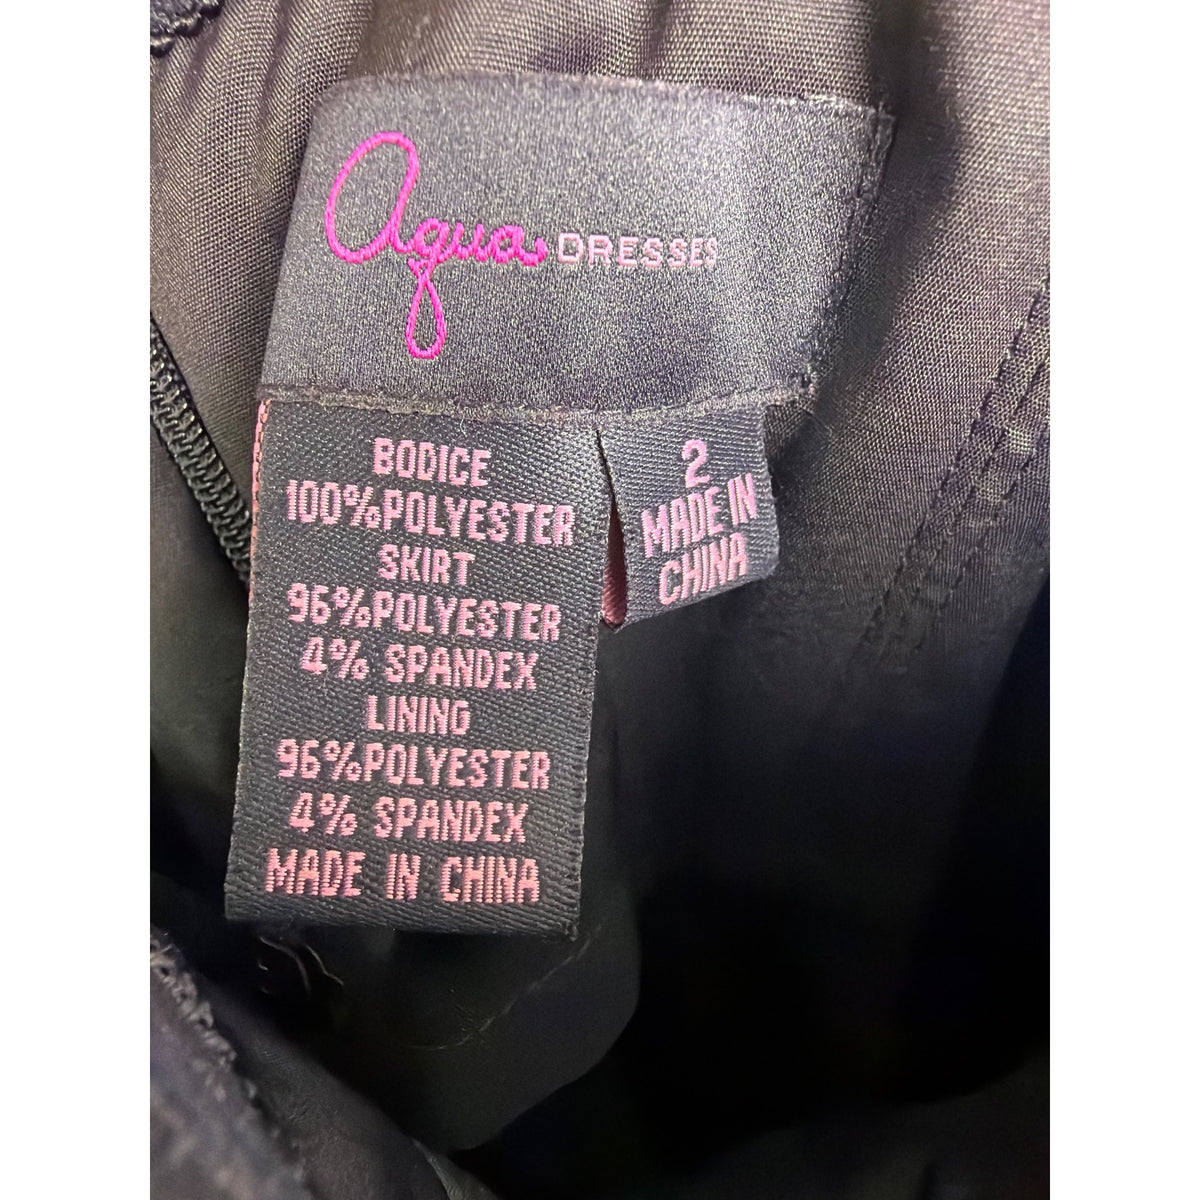 Aqua DRESSES
BODICE
100%POLYESTER
SKIRT
96%POLYESTER
4% SPANDEX
LINING
96%POLYESTER
4% SPANDEX
MADE IN CHINA
2
MADE IN
CHINA